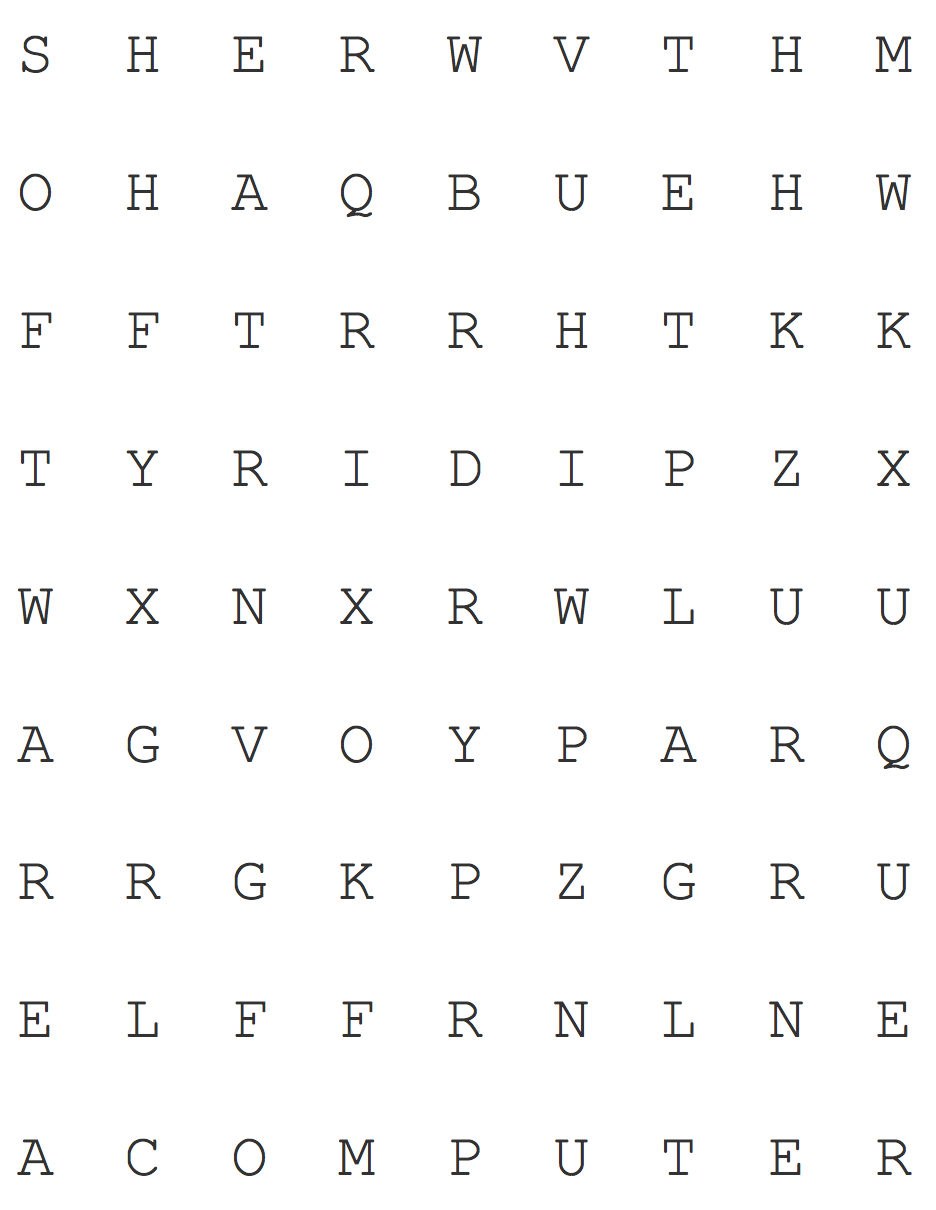 S H E R W V T H M
O H A Q B U E H W
F F T R R H T K K
T Y R I D I P Z X
W X N X R W L U U
A G V O Y P A R Q
R R G K P Z G R U
E L F F R N L N E
A C O M P U T E R